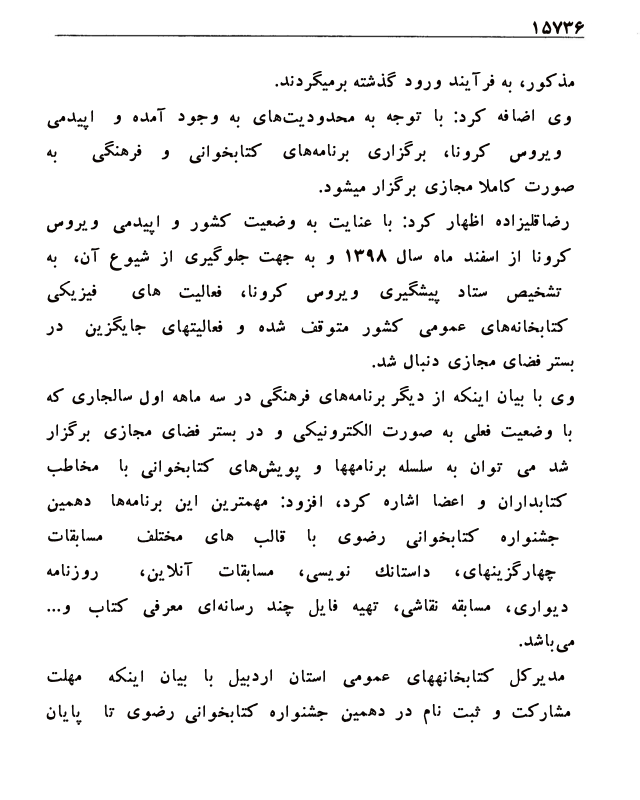 ۱۵۷۳۶
مذکور، به فرآیند ورود گذشته برمیگردند.
وی اضافه کرد: با توجه به محدودیت‌های به وجود آمده و اپیدمی
ویروس کرونا، برگزاری برنامه‌های کتابخوانی و فرهنگی به
صورت کاملا مجازی برگزار میشود.
رضاقلیزاده اظهار کرد: با عنایت به وضعیت کشور و اپیدمی ویروس
کرونا از اسفند ماه سال ۱۳۹۸ و به جهت جلوگیری از شیوع آن، به
تشخیص ستاد پیشگیری ویروس کرونا، فعالیت های فیزیکی
کتابخانه‌های عمومی کشور متوقف شده و فعالیتهای جایگزین در
بستر فضای مجازی دنبال شد.
وی با بیان اینکه از دیگر برنامه‌های فرهنگی در سه ماهه اول سالجاری که
با وضعیت فعلی به صورت الکترونیکی و در بستر فضای مجازی برگزار
شد می توان به سلسله برنامهها و پویش‌های کتابخوانی با مخاطب
کتابداران و اعضا اشاره کرد، افزود: مهمترین این برنامه‌ها دهمین
جشنواره کتابخوانی رضوی با قالب های مختلف مسابقات
چهارگزینهای، داستانك نویسی، مسابقات آنلاین، روزنامه
دیواری، مسابقه نقاشی، تهیه فایل چند رسانه‌ای معرفی کتاب و...
می‌باشد.
مدیرکل کتابخانههای عمومی استان اردبیل با بیان اینکه مهلت
مشارکت و ثبت نام در دهمین جشنواره کتابخوانی رضوی تا پایان